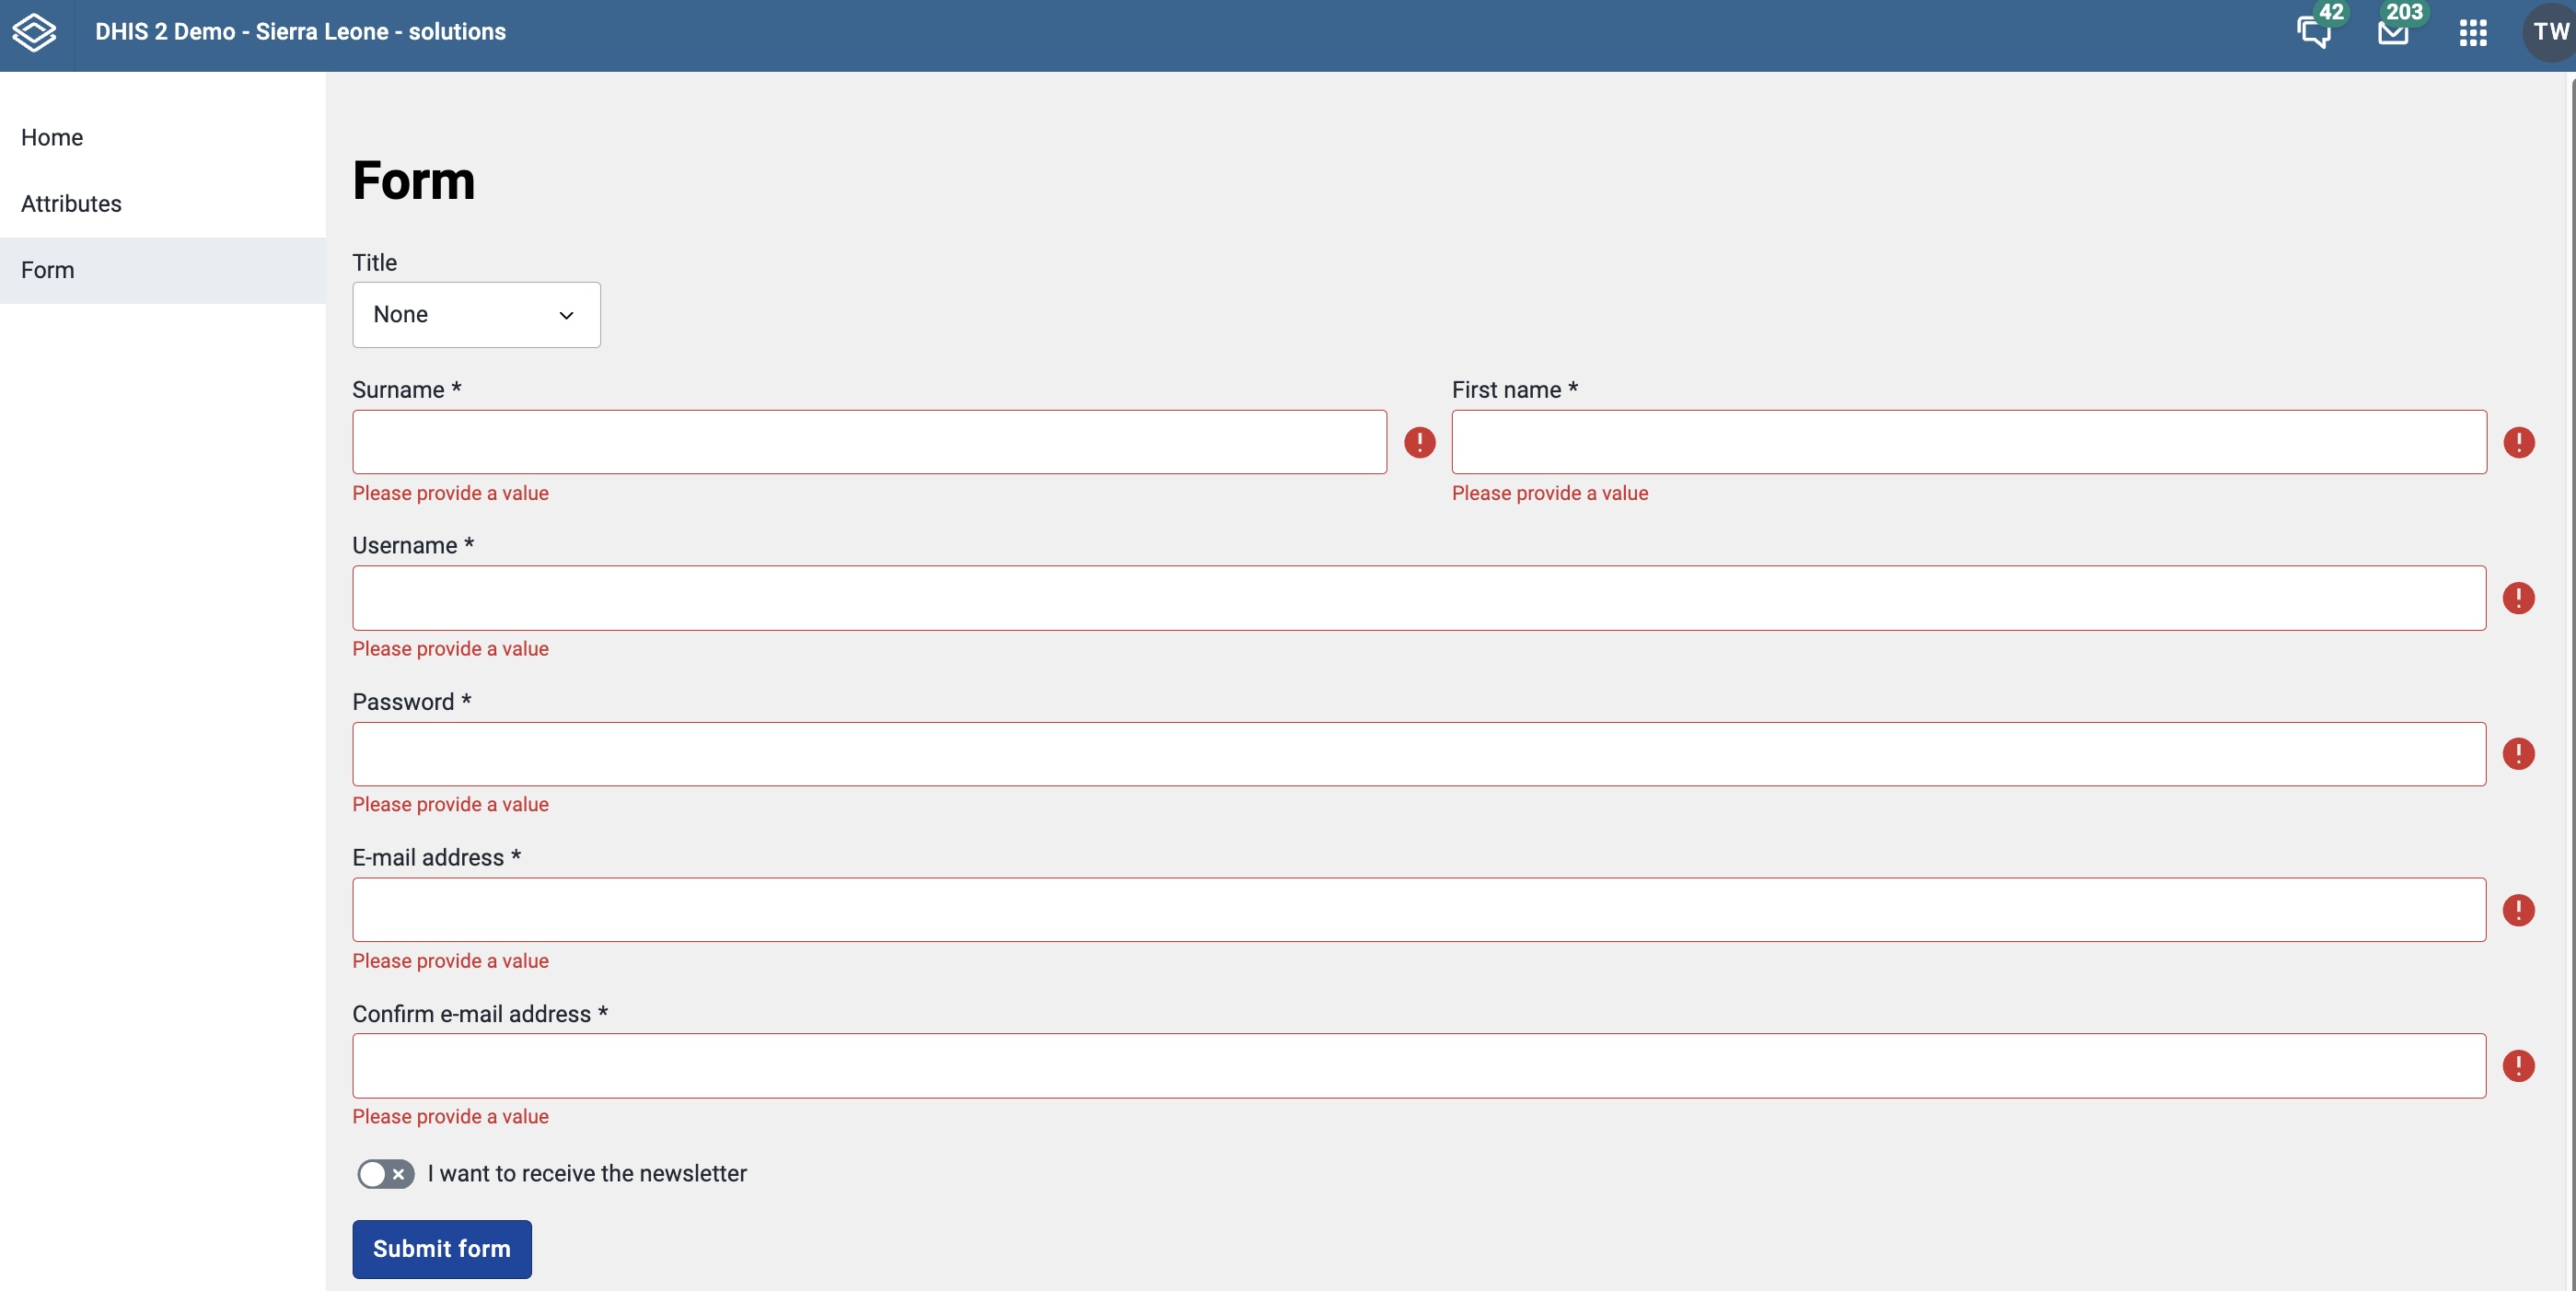 DHIS 2 Demo - Sierra Leone - solutions
42
203
TW
Home
Attributes
Form
Form
Title
None
Surname *
First name *
Please provide a value
Please provide a value
Username *
Please provide a value
Password *
Please provide a value
E-mail address *
Please provide a value
Confirm e-mail address *
Please provide a value
I want to receive the newsletter
Submit form